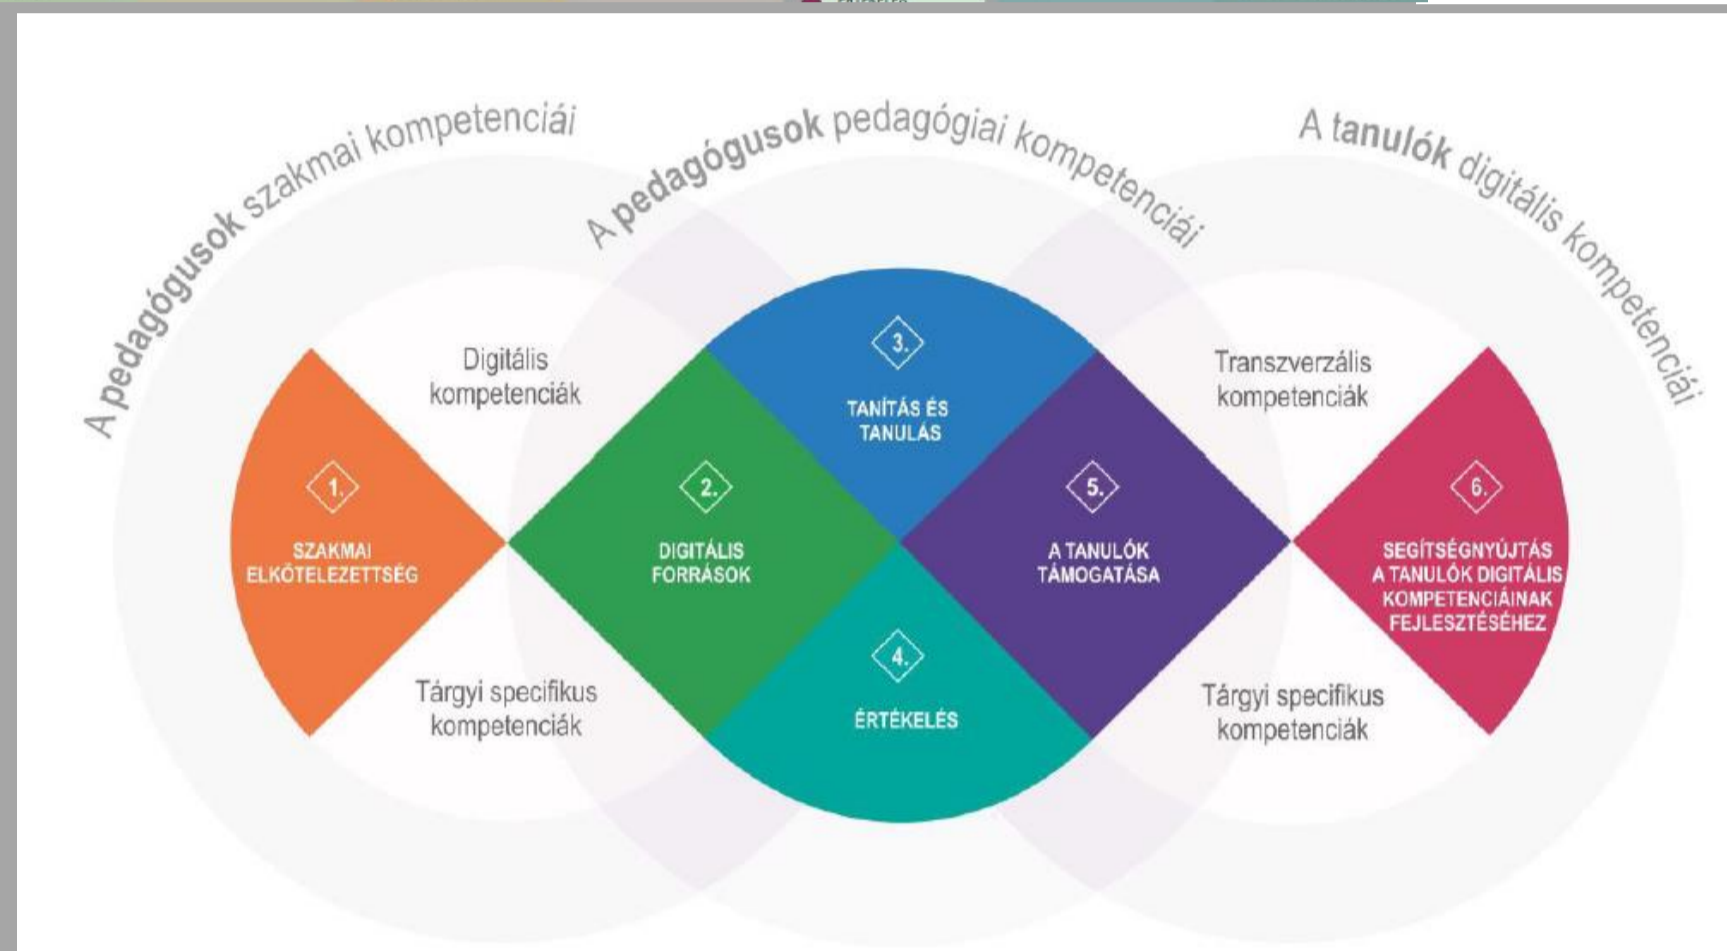 A pedagógusok szakmai kompetenciái
A pedagógusok pedagógiai kompetenciái
A tanulók digitális kompetenciái
Digitális
kompetenciák
Transzverzális
kompetenciák
3.
TANÍTÁS ÉS
TANULÁS
1.
SZAKMAI
ELKÖTELEZETTSÉG
2.
DIGITÁLIS
FORRÁSOK
5.
A TANULÓK
TÁMOGATÁSA
6.
SEGÍTSÉGNYÚJTÁS
A TANULÓK DIGITÁLIS
KOMPETENCIÁINAK
FEJLESZTÉSÉHEZ
4.
ÉRTÉKELÉS
Tárgyi specifikus
kompetenciák
Tárgyi specifikus
kompetenciák